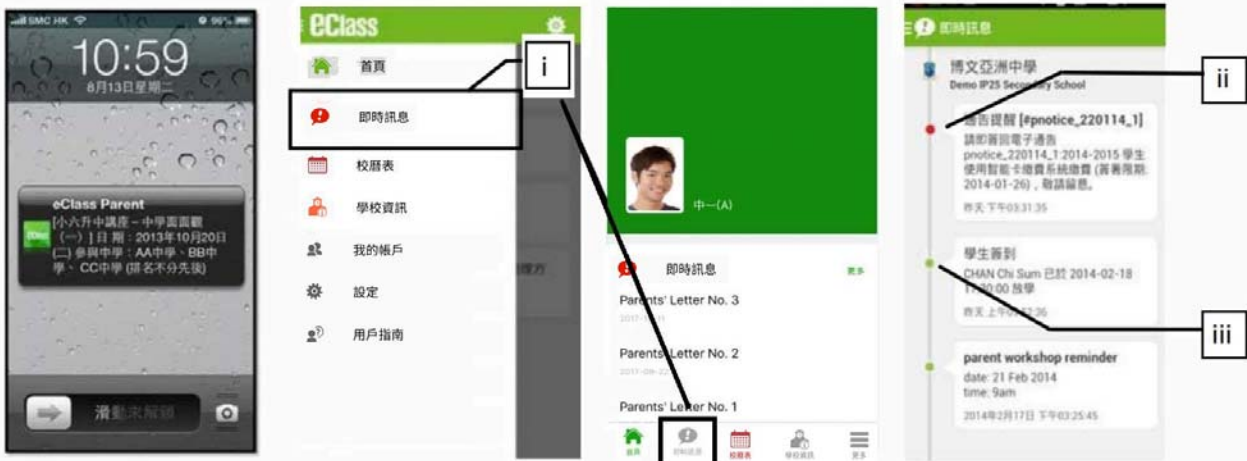 SMC HK
96%
10:59
8月13日星期二
eClass Parent
[小六升中講座 - 中學面面觀
（一）] 日 期：2013年10月20日
(二) 參與中學：AA中學、BB中
學、 CC中學 (排名不分先後)
滑動來解鎖
eClass
首頁
即時訊息
校曆表
學校資訊
我的帳戶
設定
用戶指南
i
中一(A)
即時訊息
更多
Parents' Letter No. 3
Parents' Letter No. 2
Parents' Letter No. 1
首頁
即時訊息
校曆表
學校資訊
更多
即時訊息
博文亞洲中學
Demo IP25 Secondary School
通告提醒 [#pnotice_220114_1]
請即簽回電子通告
pnotice_220114_1:2014-2015 學生
使用智能卡繳費系統繳費 (簽署限期:
2014-01-26)，敬請留意。
昨天 下午03:31:35
學生簽到
CHAN Chi Sum 已於 2014-02-18
放學
昨天 上午
parent workshop reminder
date: 21 Feb 2014
time: 9am
2014年2月17日 下午03:25:45
ii
iii